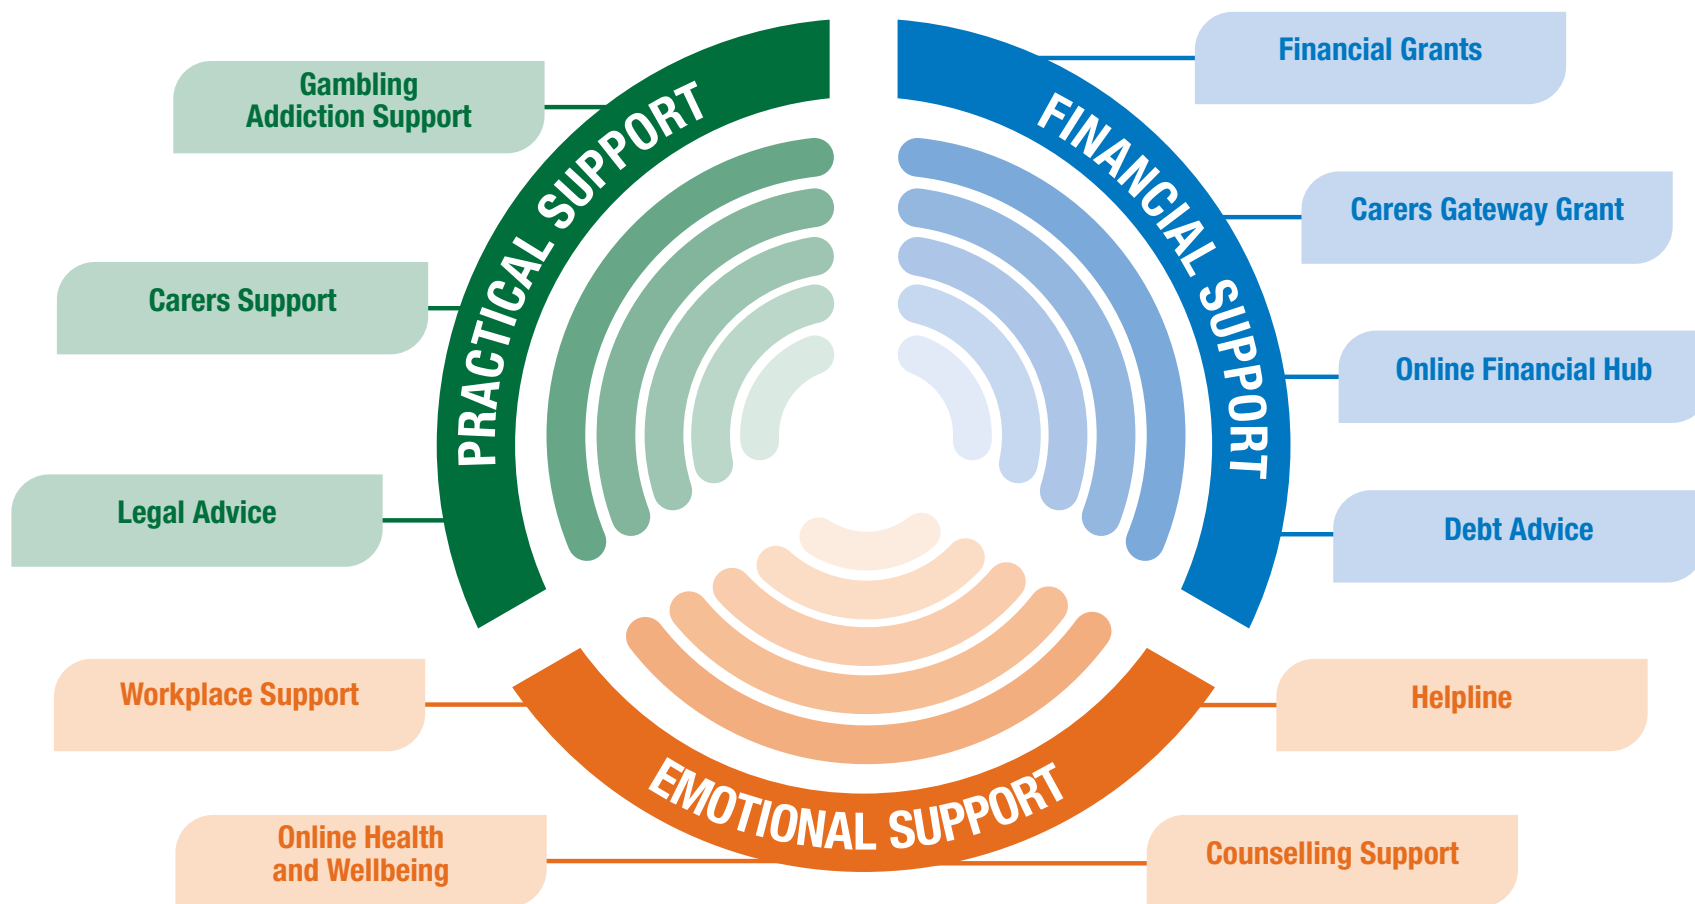 Gambling
Addiction Support
Carers Support
Legal Advice
PRACTICAL SUPPORT
Financial Grants
Carers Gateway Grant
Online Financial Hub
Debt Advice
FINANCIAL SUPPORT
Workplace Support
Online Health
and Wellbeing
EMOTIONAL SUPPORT
Helpline
Counselling Support